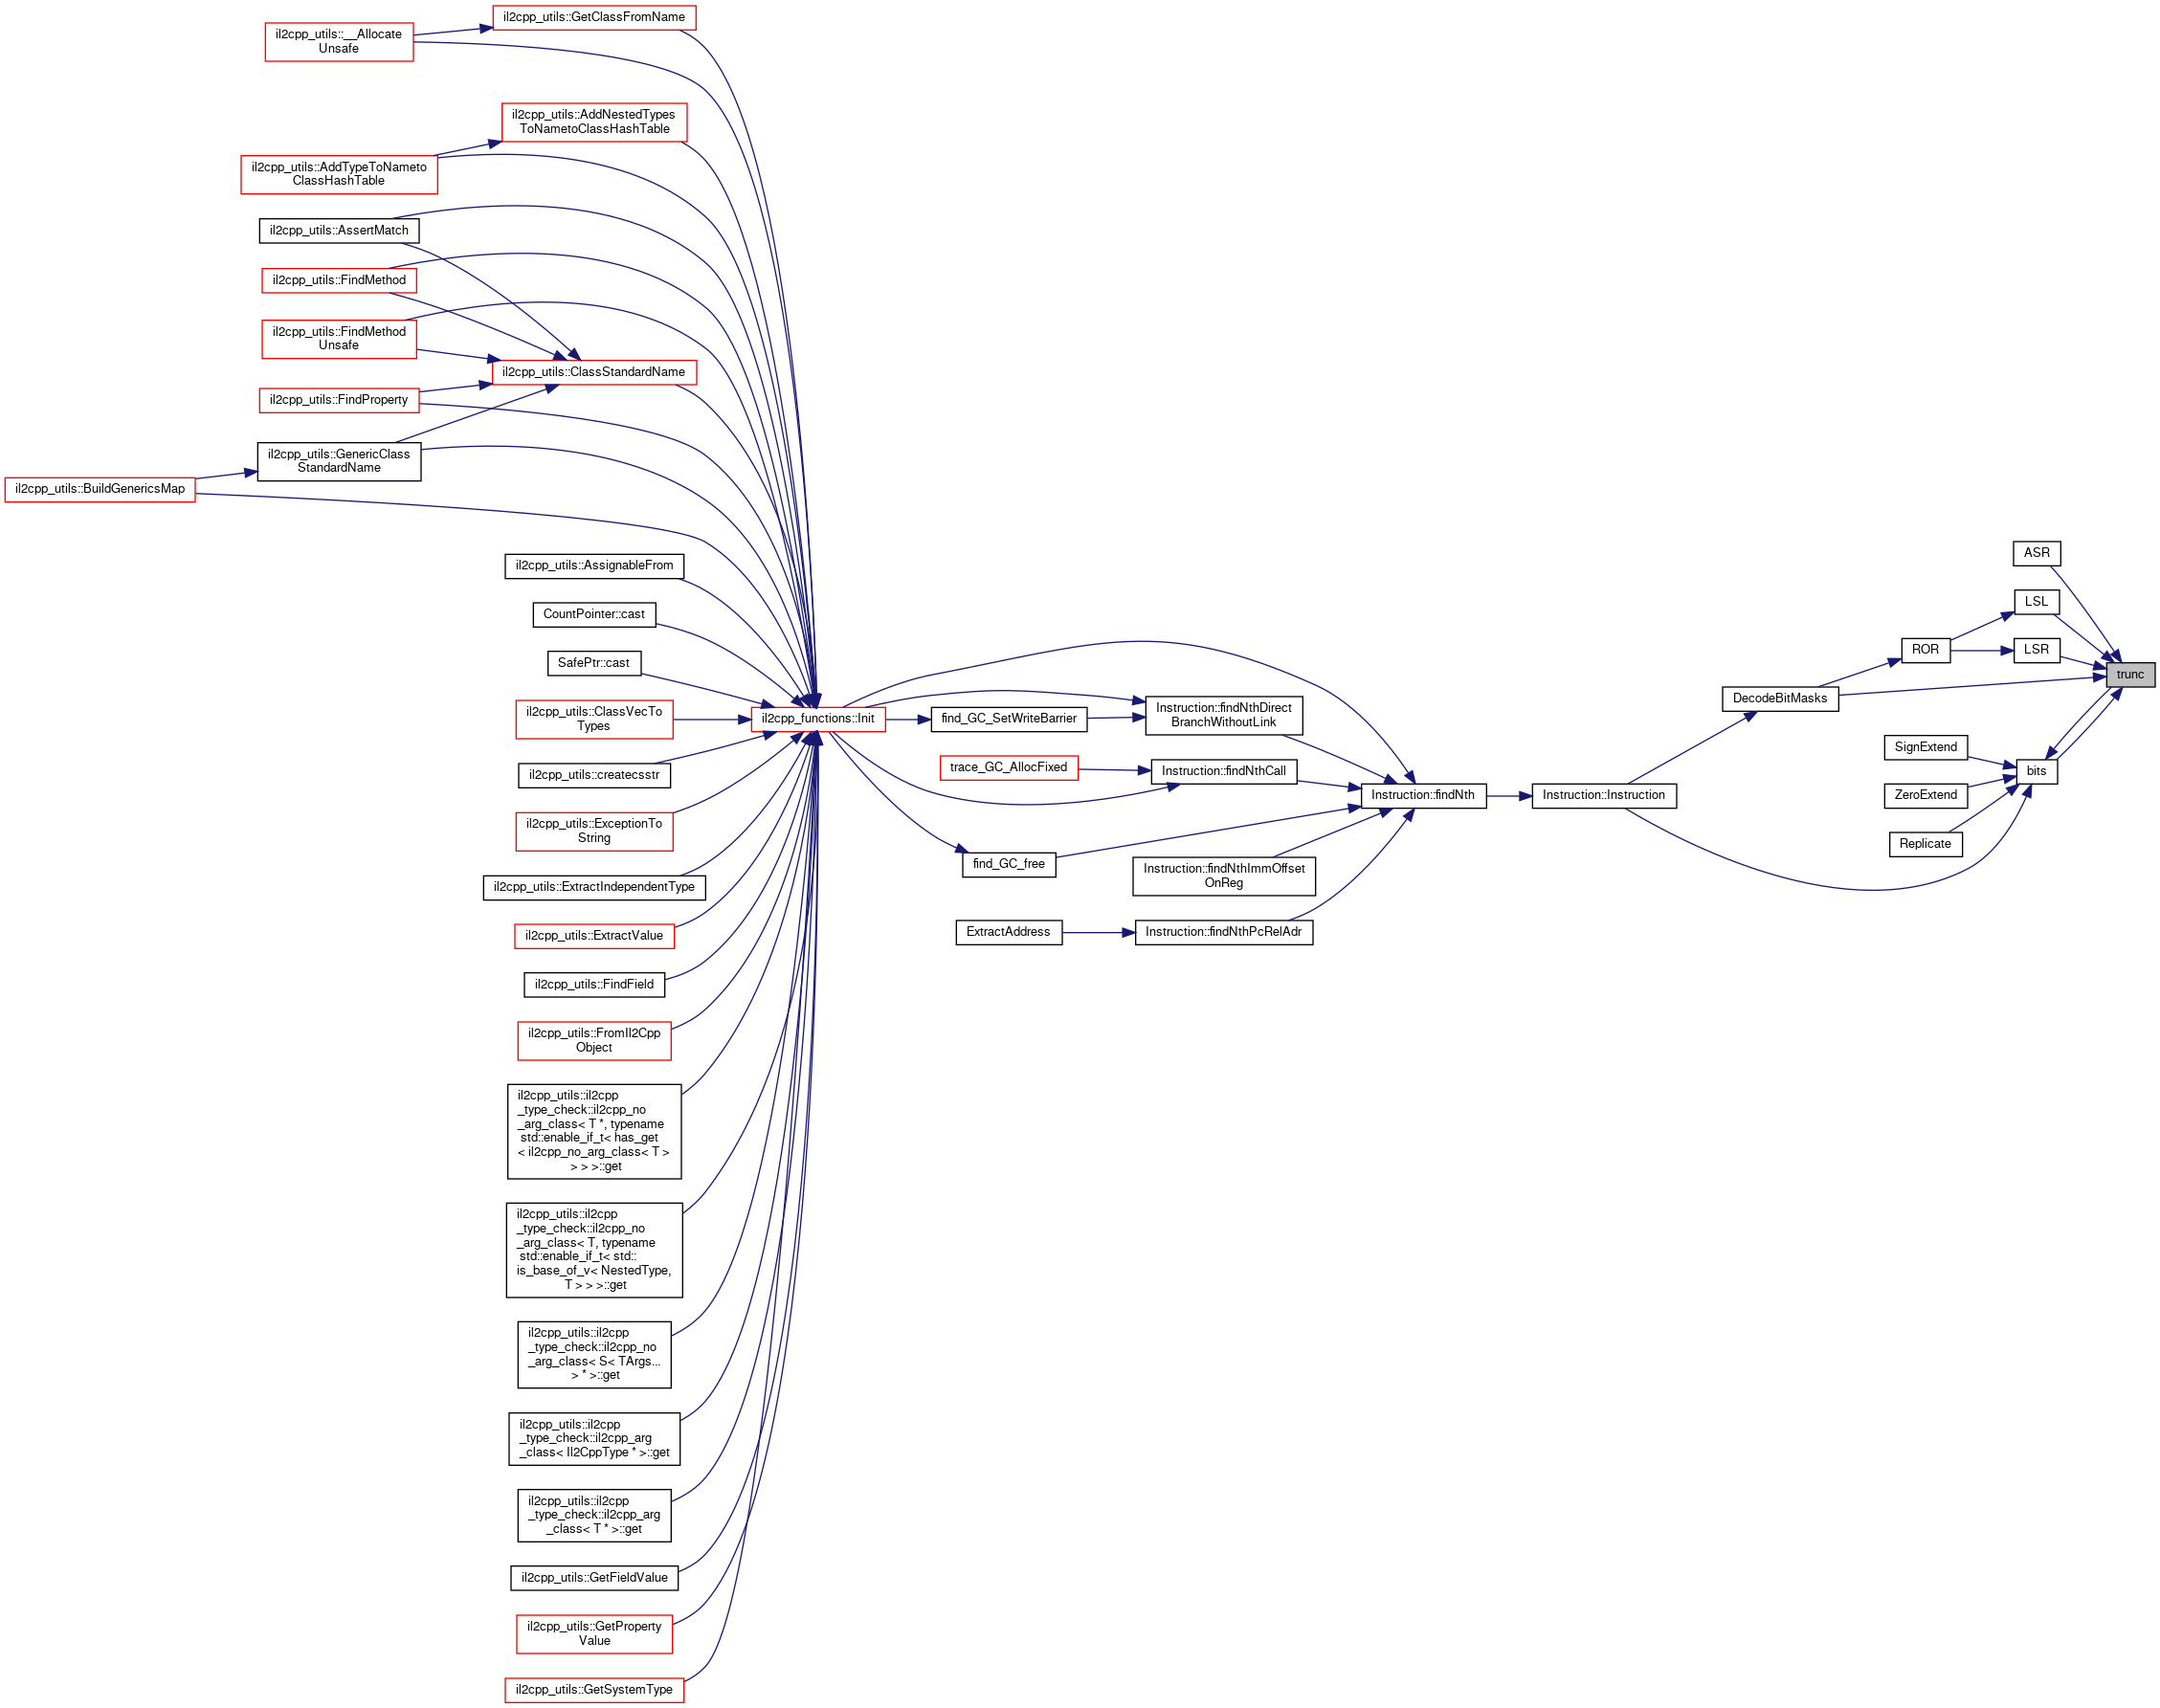 il2cpp_utils::GetClassFromName
il2cpp_utils::__Allocate
Unsafe
il2cpp_utils::AddNestedTypes
ToNametoClassHashTable
il2cpp_utils::AddTypeToNameto
ClassHashTable
il2cpp_utils::AssertMatch
il2cpp_utils::FindMethod
il2cpp_utils::FindMethod
Unsafe
il2cpp_utils::ClassStandardName
il2cpp_utils::FindProperty
il2cpp_utils::GenericClass
StandardName
il2cpp_utils::BuildGenericsMap
il2cpp_utils::AssignableFrom
CountPointer::cast
SafePtr::cast
il2cpp_utils::ClassVecTo
Types
il2cpp_utils::createcsstr
il2cpp_utils::ExceptionTo
String
il2cpp_utils::ExtractIndependentType
il2cpp_utils::ExtractValue
il2cpp_utils::FindField
il2cpp_utils::FromIl2Cpp
Object
il2cpp_utils::il2cpp
_type_check::il2cpp_no
_arg_class< T *, typename
std::enable_if_t< has_get
< il2cpp_no_arg_class< T >
> > >::get
il2cpp_utils::il2cpp
_type_check::il2cpp_no
_arg_class< T, typename
std::enable_if_t< std::
is_base_of_v< NestedType,
T > > >::get
il2cpp_utils::il2cpp
_type_check::il2cpp_no
_arg_class< S< TArgs...
> * >::get
il2cpp_utils::il2cpp
_type_check::il2cpp_arg
_class< Il2CppType * >::get
il2cpp_utils::il2cpp
_type_check::il2cpp_arg
_class< T * >::get
il2cpp_utils::GetFieldValue
il2cpp_utils::GetProperty
Value
il2cpp_utils::GetSystemType
il2cpp_functions::Init
find_GC_SetWriteBarrier
trace_GC_AllocFixed
find_GC_free
ExtractAddress
Instruction::findNthDirect
BranchWithoutLink
Instruction::findNthCall
Instruction::findNthImmOffset
OnReg
Instruction::findNthPcRelAdr
Instruction::findNth
Instruction::Instruction
DecodeBitMasks
ROR
ASR
LSL
LSR
SignExtend
ZeroExtend
Replicate
bits
trunc